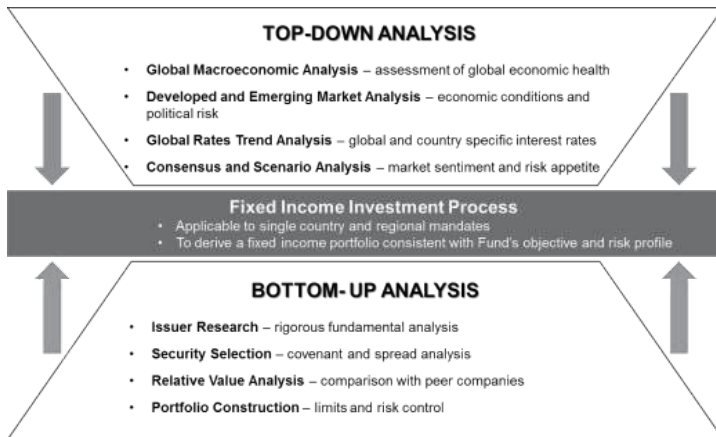 TOP-DOWN ANALYSIS
• Global Macroeconomic Analysis – assessment of global economic health
• Developed and Emerging Market Analysis – economic conditions and
political risk
• Global Rates Trend Analysis – global and country specific interest rates
• Consensus and Scenario Analysis – market sentiment and risk appetite
Fixed Income Investment Process
• Applicable to single country and regional mandates
• To derive a fixed income portfolio consistent with Fund's objective and risk profile
BOTTOM- UP ANALYSIS
• Issuer Research – rigorous fundamental analysis
• Security Selection – covenant and spread analysis
• Relative Value Analysis – comparison with peer companies
• Portfolio Construction – limits and risk control